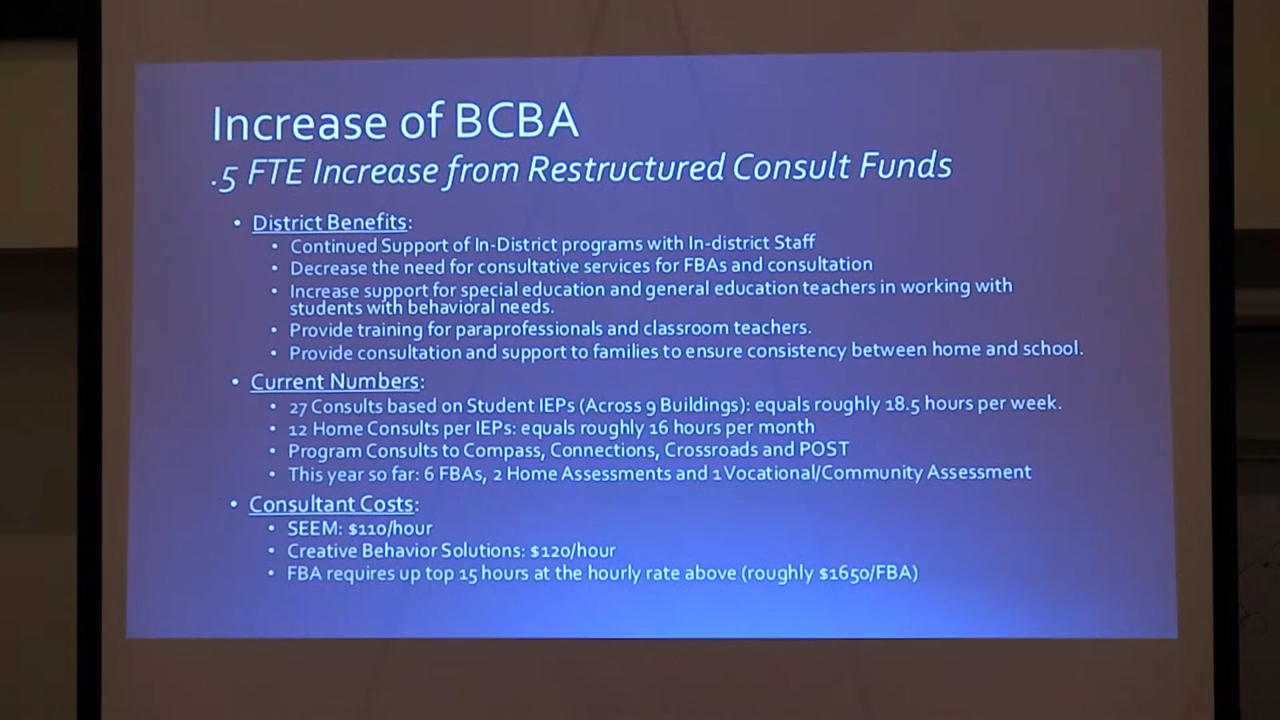 Increase of BCBA
.5 FTE Increase from Restructured Consult Funds
• District Benefits:
• Continued Support of In-District programs with In-district Staff
• Decrease the need for consultative services for FBAs and consultation
• Increase support for special education and general education teachers in working with
students with behavioral needs.
• Provide training for paraprofessionals and classroom teachers.
• Provide consultation and support to families to ensure consistency between home and school.
• Current Numbers:
• 27 Consults based on Student IEPs (Across 9 Buildings): equals roughly 18.5 hours per week.
• 12 Home Consults per IEPs: equals roughly 16 hours per month
• Program Consults to Compass, Connections, Crossroads and POST
• This year so far: 6 FBAs, 2 Home Assessments and 1 Vocational/Community Assessment
• Consultant Costs:
• SEEM: $110/hour
• Creative Behavior Solutions: $120/hour
• FBA requires up top 15 hours at the hourly rate above (roughly $1650/FBA)